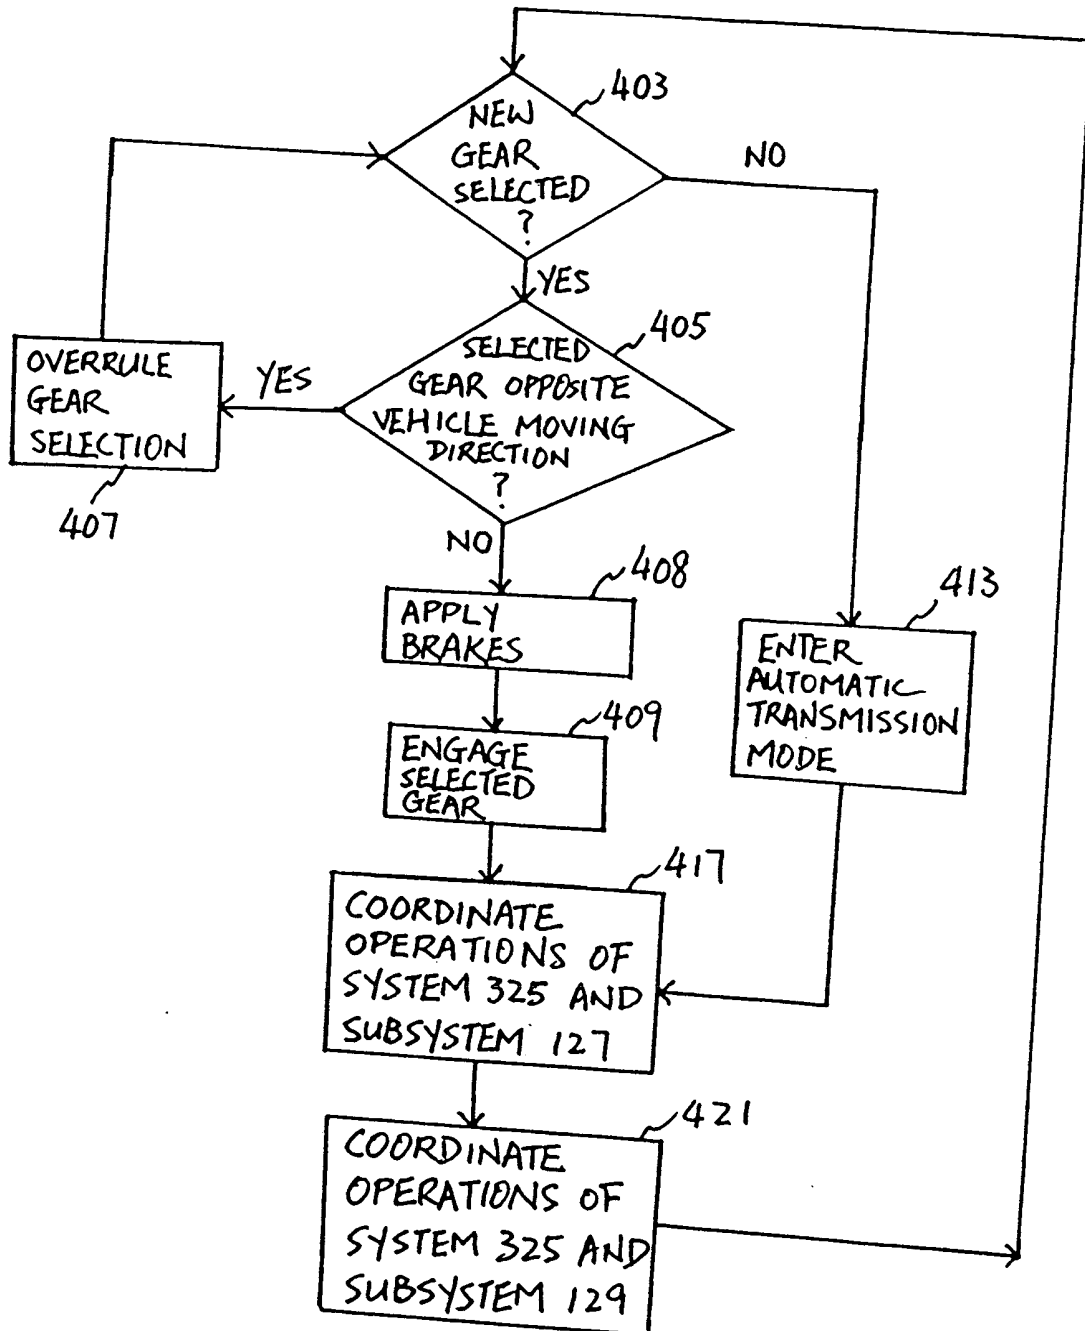 403
NEW
GEAR
SELECTED
?
NO
YES
405
SELECTED
GEAR OPPOSITE
VEHICLE MOVING
DIRECTION
?
YES
OVERRULE
GEAR
SELECTION
407
NO
408
APPLY
BRAKES
409
ENGAGE
SELECTED
GEAR
413
ENTER
AUTOMATIC
TRANSMISSION
MODE
417
COORDINATE
OPERATIONS OF
SYSTEM 325 AND
SUBSYSTEM 127
421
COORDINATE
OPERATIONS OF
SYSTEM 325 AND
SUBSYSTEM 129